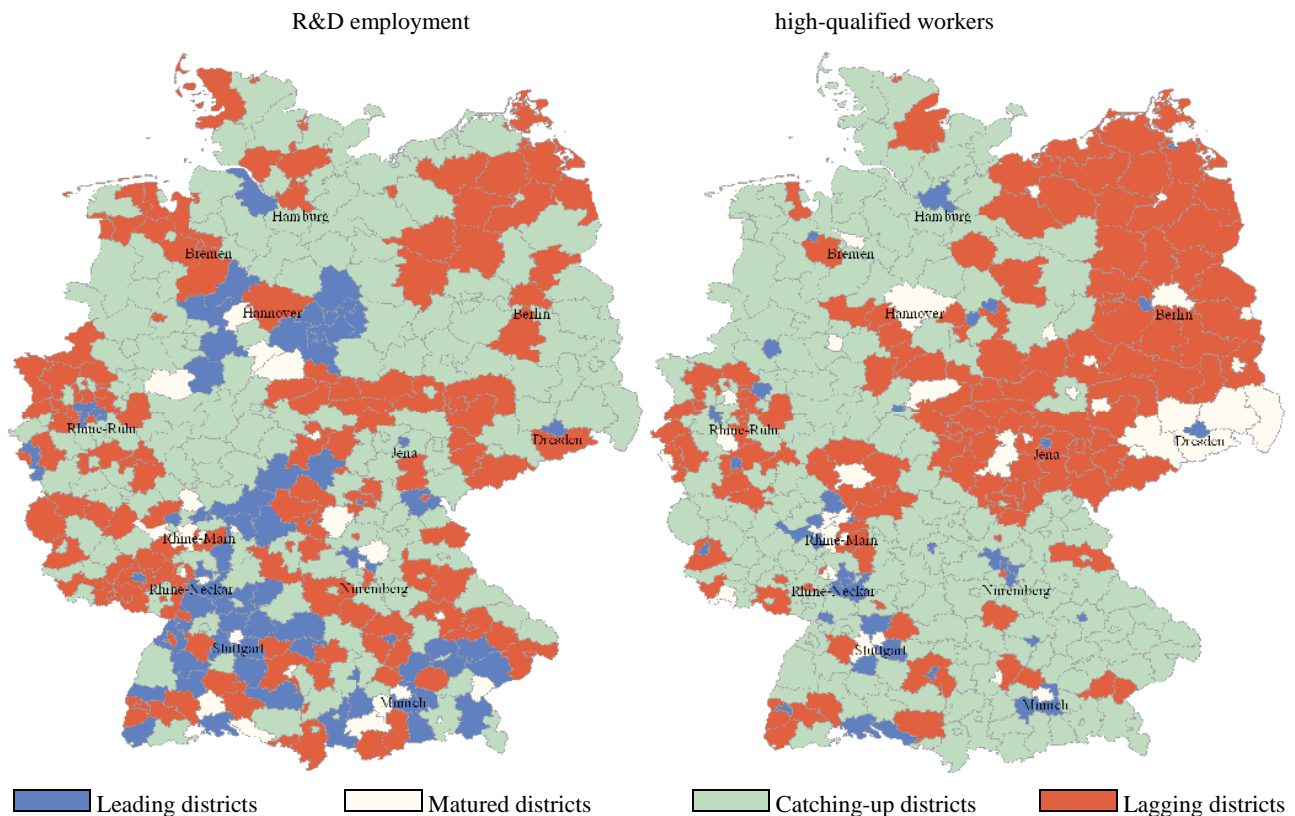 R&D employment
high-qualified workers
Hamburg
Bremen
Hannover
Berlin
Rhine-Ruhr
Dresden
Jena
Rhine-Main
Rhine-Neckar
Nuremberg
Stuttgart
Munich
Hamburg
Bremen
Hannover
Berlin
Rhine-Ruhr
Dresden
Jena
Rhine-Main
Rhine-Neckar
Nuremberg
Stuttgart
Munich
Leading districts
Matured districts
Catching-up districts
Lagging districts